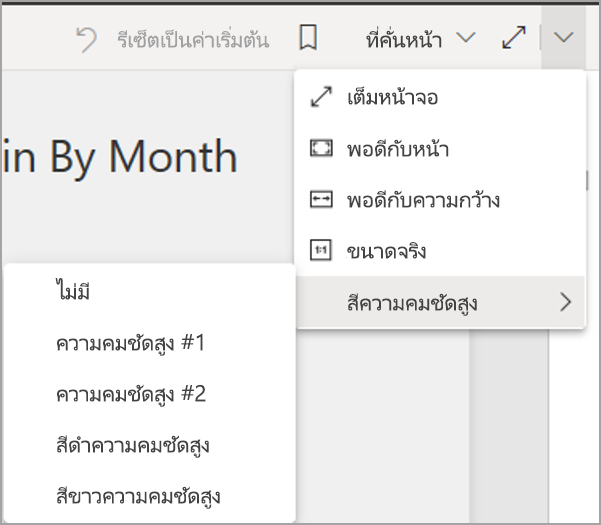 รีเซ็ตเป็นค่าเริ่มต้น ที่คั่นหน้า
เต็มหน้าจอ
in By Month
พอดีกับหน้า
พอดีกับความกว้าง
1:1 ขนาดจริง
สีความคมชัดสูง
ไม่มี
ความคมชัดสูง #1
ความคมชัดสูง #2
สีดำความคมชัดสูง
สีขาวความคมชัดสูง